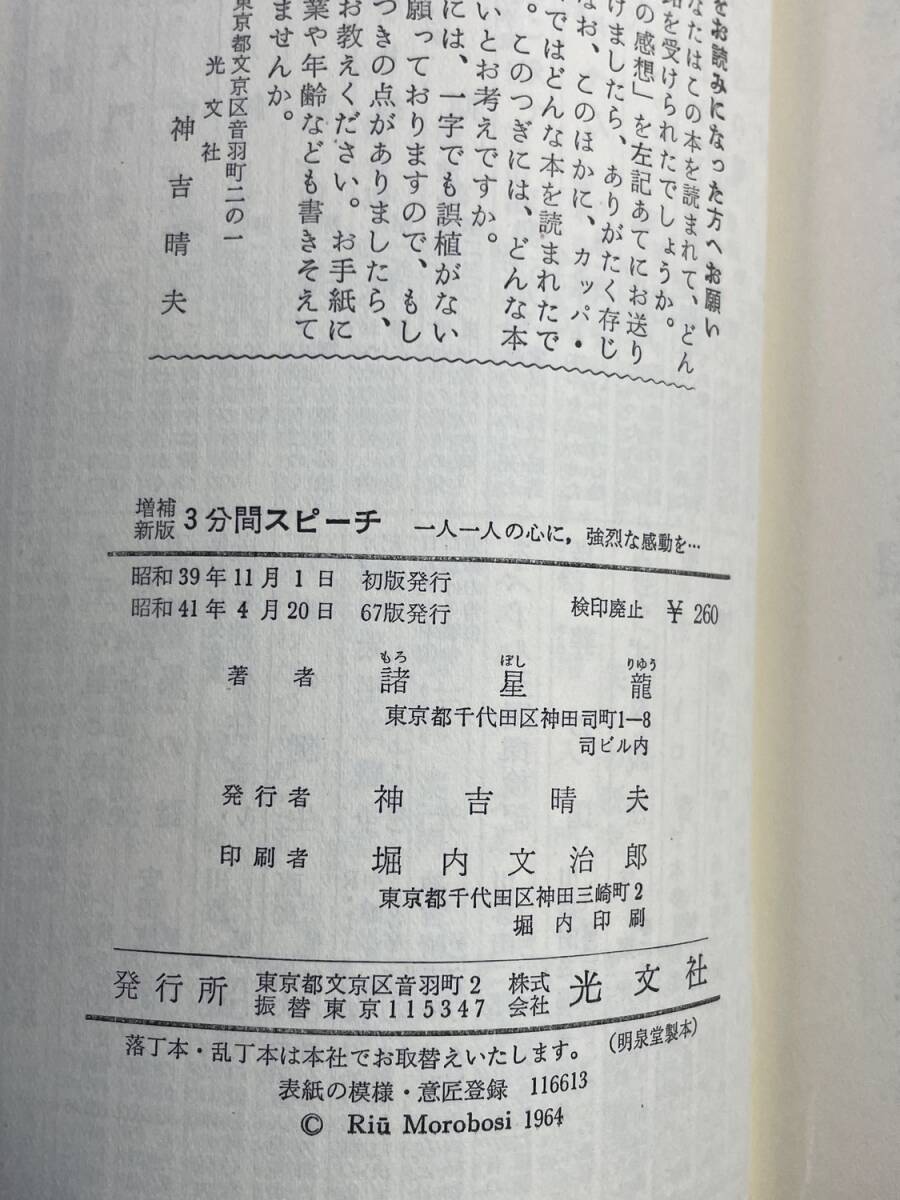 をお読みになった方へお願い
なたはこの本を読まれて、どん
を受けられたでしょうか。
の感想」を左記あてにお送り
けましたら、ありがたく存じ
なお、このほかに、カッパ・
ではどんな本を読まれたで
。このつぎには、どんな本
いとお考えですか。
には、一字でも誤植がない
願っておりますので、もし
つきの点がありましたら、
お教えください。お手紙に
業や年齢なども書きそえて
ませんか。
東京都文京区音羽町二の一
光文社
神吉晴夫
増補新版 3分間スピーチ 一人一人の心に，強烈な感動を…
昭和39年11月1日 初版発行
昭和41年4月20日 67版発行 検印廃止 ¥260
もろ ぼし りゆう
著者 諸星龍
東京都千代田区神田司町1—8
司ビル内
発行者 神吉晴夫
印刷者 堀内文治郎
東京都千代田区神田三崎町2
堀内印刷
発行所 東京都文京区音羽町2 株式会社 光文社
振替東京115347
落丁本・乱丁本は本社でお取替えいたします。（明泉堂製本）
表紙の模様・意匠登録 116613
© Riū Morobosi 1964